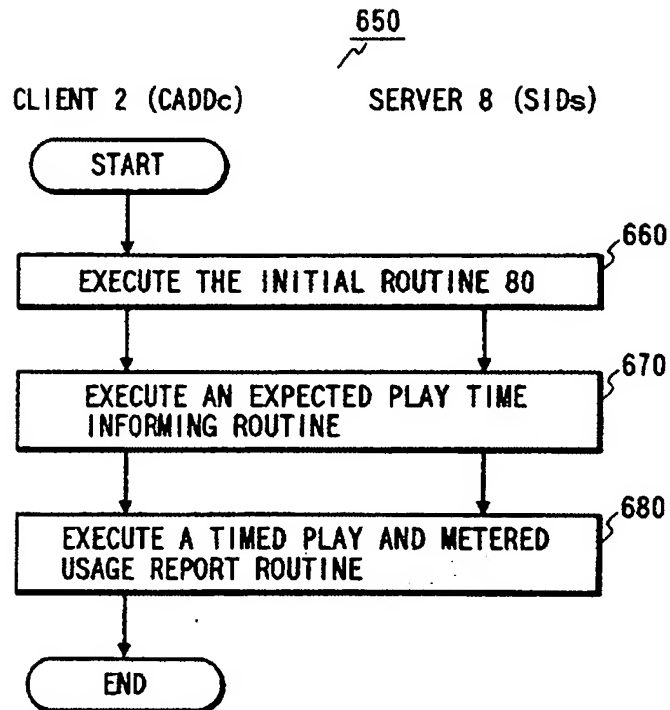 650
CLIENT 2 (CADDc) SERVER 8 (SIDs)
START
660
EXECUTE THE INITIAL ROUTINE 80
670
EXECUTE AN EXPECTED PLAY TIME
INFORMING ROUTINE
680
EXECUTE A TIMED PLAY AND METERED
USAGE REPORT ROUTINE
END